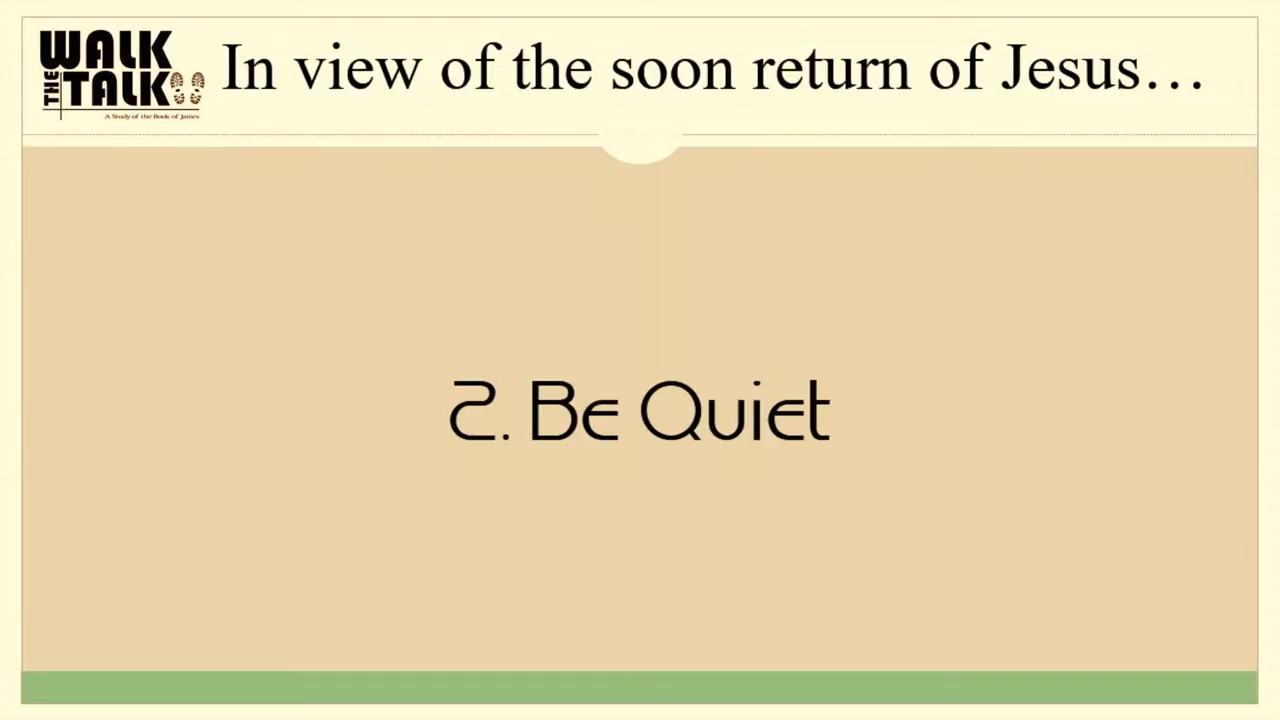 WALK
THE TALK
A Study of the Book of James
In view of the soon return of Jesus...
2. Be Quiet